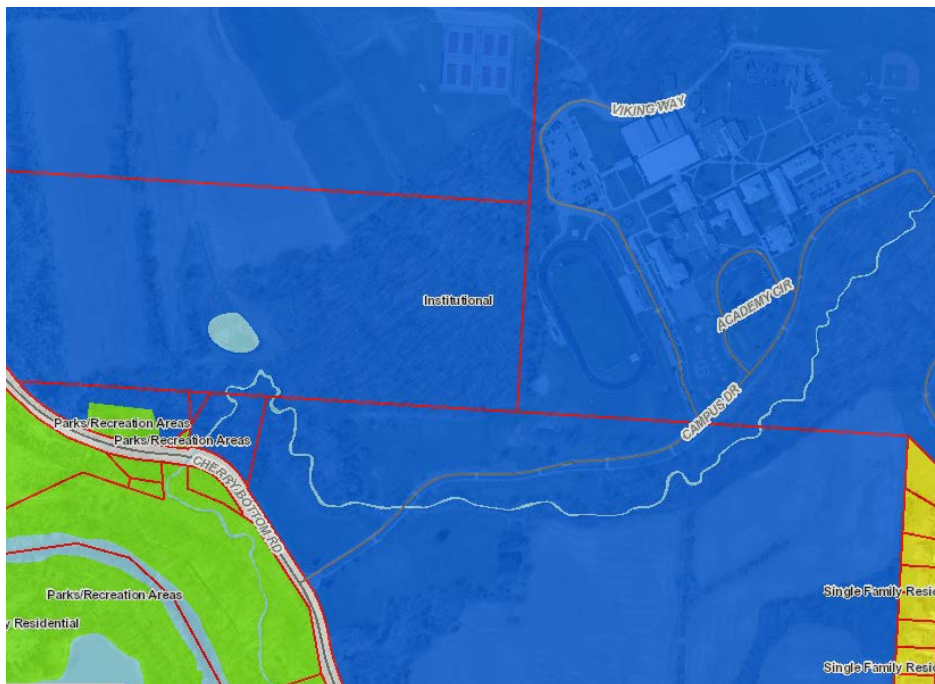 VIKING WAY
Institutional
ACADEMY CIR
CAMPUS DR
Parks/Recreation Areas
Parks/Recreation Areas
CHERRY BOTTOM RD
Single Family Resid
Parks/Recreation Areas
y Residential
Single Family Resid